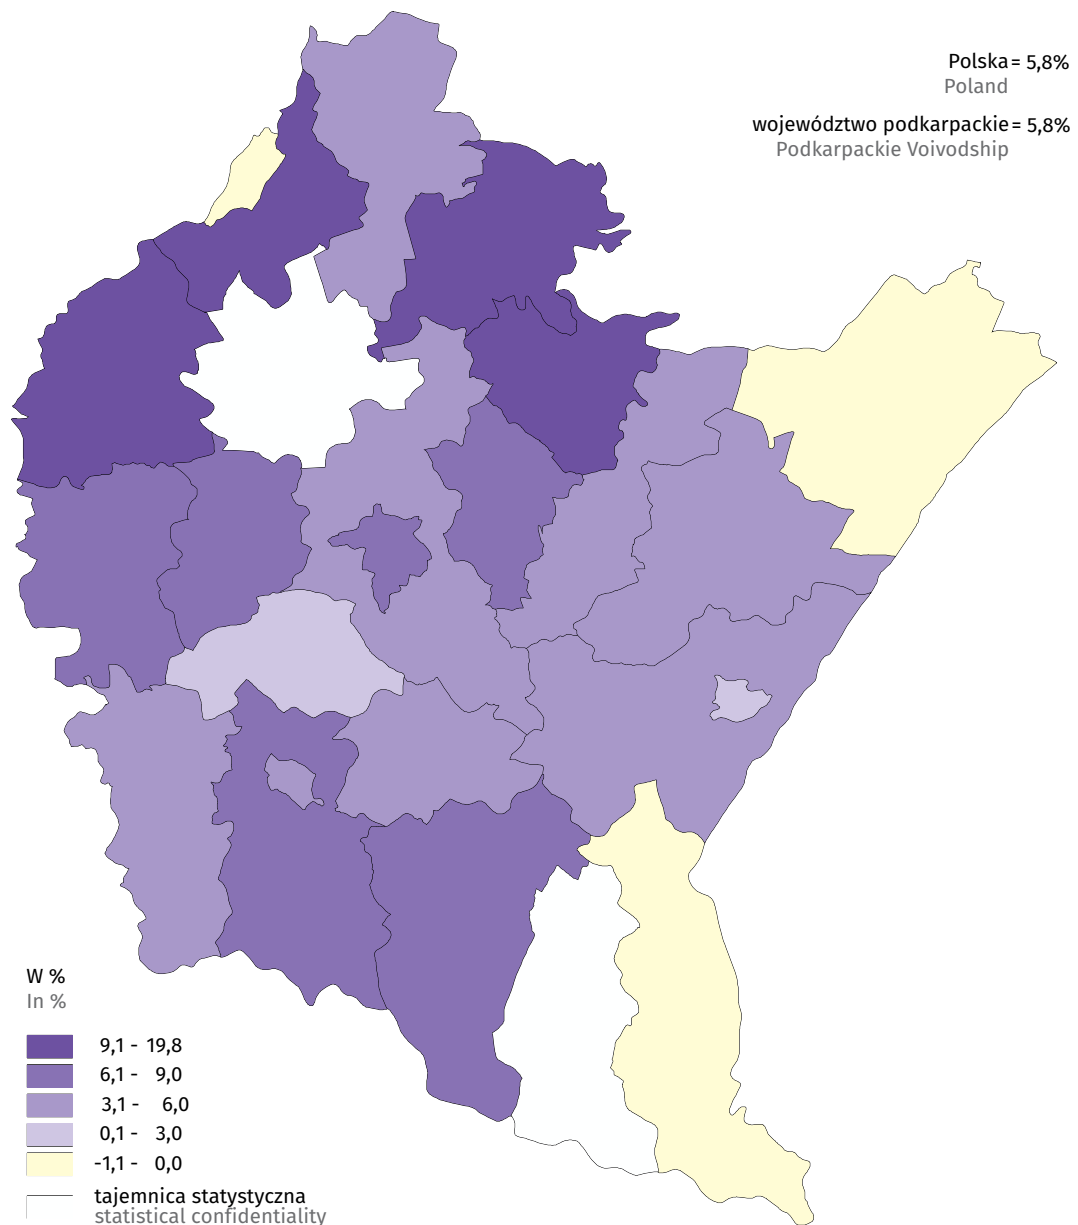 Polska = 5,8%
Poland
województwo podkarpackie = 5,8%
Podkarpackie Voivodship
W %
In %
9,1 - 19,8
6,1 - 9,0
3,1 - 6,0
0,1 - 3,0
-1,1 - 0,0
tajemnica statystyczna
statistical confidentiality